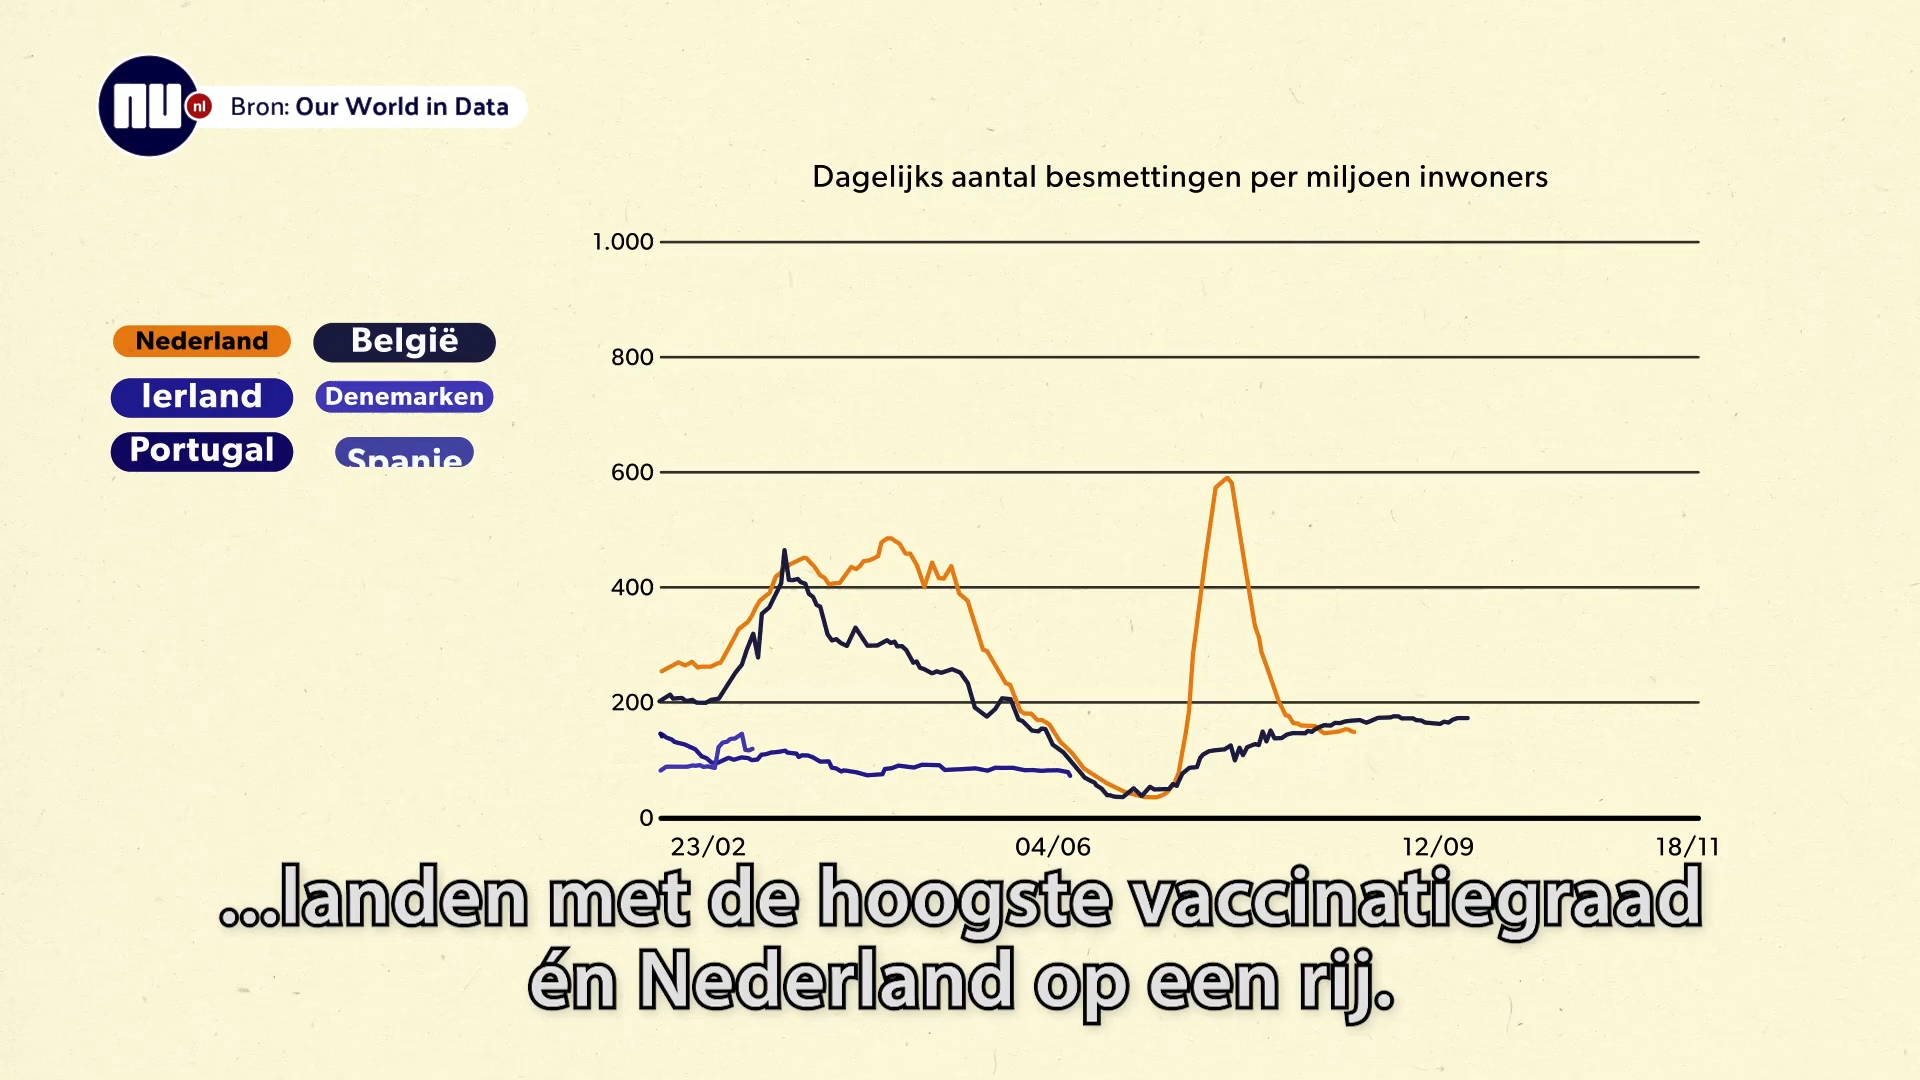 nu nl Bron: Our World in Data
Dagelijks aantal besmettingen per miljoen inwoners
1.000
800
600
400
200
0
Nederland België
Ierland Denemarken
Portugal Spanje
23/02 04/06 12/09 18/11
...landen met de hoogste vaccinatiegraad
én Nederland op een rij.